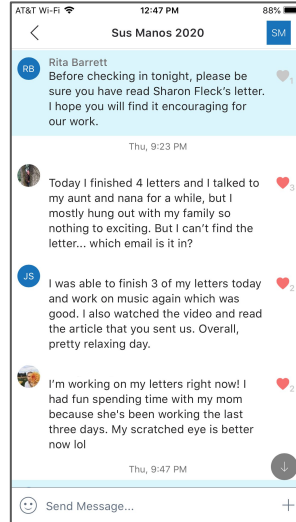 AT&T Wi-Fi 12:47 PM 88%
Sus Manos 2020 SM
RB Rita Barrett
Before checking in tonight, please be
sure you have read Sharon Fleck's letter.
I hope you will find it encouraging for
our work.
1
Thu, 9:23 PM
Today I finished 4 letters and I talked to
my aunt and nana for a while, but I
mostly hung out with my family so
nothing to exciting. But I can't find the
letter... which email is it in?
3
JS I was able to finish 3 of my letters today
and work on music again which was
good. I also watched the video and read
the article that you sent us. Overall,
pretty relaxing day.
2
I'm working on my letters right now! I
had fun spending time with my mom
because she's been working the last
three days. My scratched eye is better
now lol
2
Thu, 9:47 PM
Send Message...